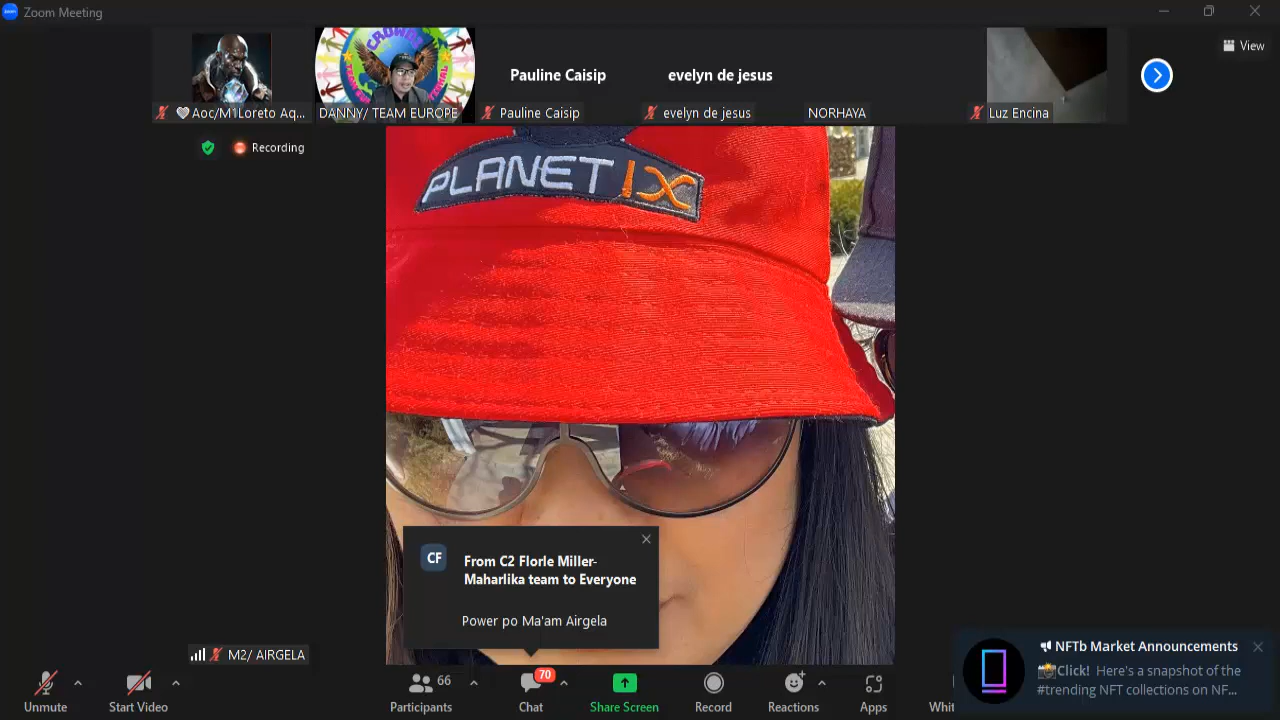 Zoom Meeting
View
Pauline Caisip
evelyn de jesus
🤍 Aoc/M1Loreto Aq...
DANNY/ TEAM EUROPE
Pauline Caisip
evelyn de jesus
NORHAYA
Luz Encina
CROWDS
Recording
PLANET IX
CF
From C2 Florle Miller-
Maharlika team to Everyone
Power po Ma'am Airgela
M2/ AIRGELA
NFTb Market Announcements
📸Click! Here's a snapshot of the
#trending NFT collections on NF...
66
70
Unmute
Start Video
Participants
Chat
Share Screen
Record
Reactions
Apps
Whit